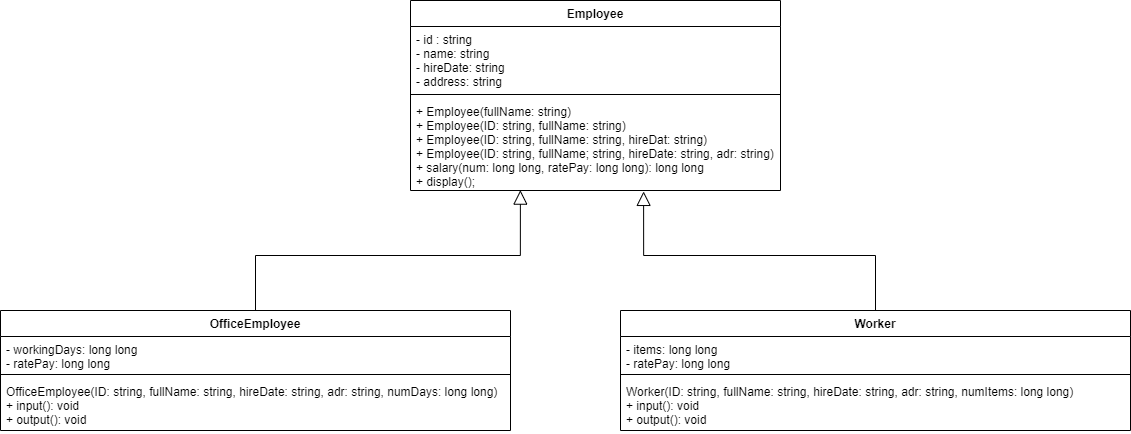 Employee
- id : string
- name: string
- hireDate: string
- address: string
+ Employee(fullName: string)
+ Employee(ID: string, fullName: string)
+ Employee(ID: string, fullName: string, hireDat: string)
+ Employee(ID: string, fullName; string, hireDate: string, adr: string)
+ salary(num: long long, ratePay: long long): long long
+ display();
OfficeEmployee
- workingDays: long long
- ratePay: long long
OfficeEmployee(ID: string, fullName: string, hireDate: string, adr: string, numDays: long long)
+ input(): void
+ output(): void
Worker
- items: long long
- ratePay: long long
Worker(ID: string, fullName: string, hireDate: string, adr: string, numItems: long long)
+ input(): void
+ output(): void